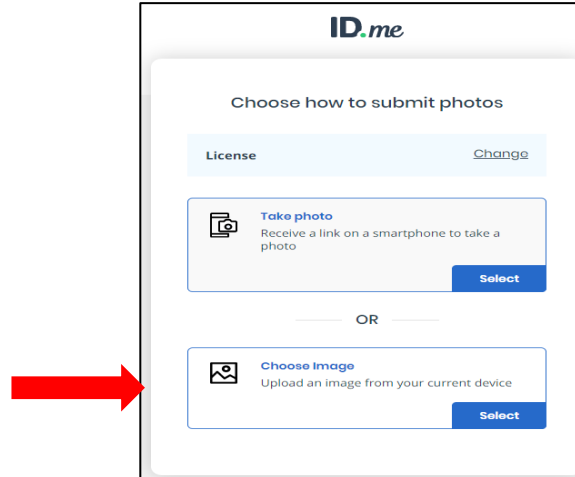 ID.me
Choose how to submit photos
License
Change
Take photo
Receive a link on a smartphone to take a
photo
Select
OR
Choose Image
Upload an image from your current device
Select